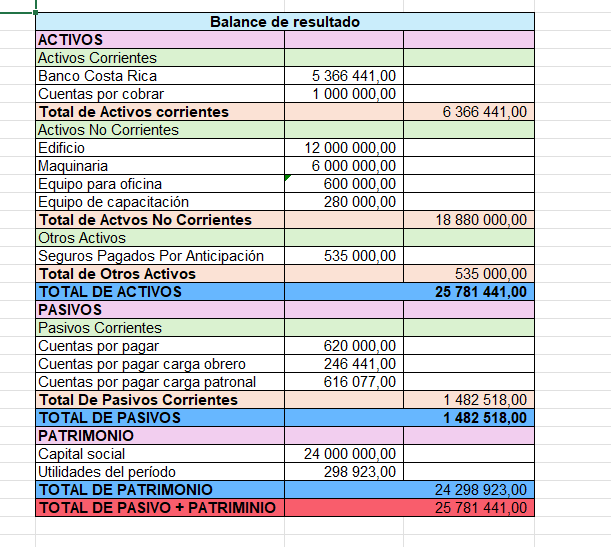 Balance de resultado
ACTIVOS
Activos Corrientes
Banco Costa Rica 5 366 441,00
Cuentas por cobrar 1 000 000,00
Total de Activos corrientes 6 366 441,00
Activos No Corrientes
Edificio 12 000 000,00
Maquinaria 6 000 000,00
Equipo para oficina 600 000,00
Equipo de capacitación 280 000,00
Total de Actvos No Corrientes 18 880 000,00
Otros Activos
Seguros Pagados Por Anticipación 535 000,00
Total de Otros Activos 535 000,00
TOTAL DE ACTIVOS 25 781 441,00
PASIVOS
Pasivos Corrientes
Cuentas por pagar 620 000,00
Cuentas por pagar carga obrero 246 441,00
Cuentas por pagar carga patronal 616 077,00
Total De Pasivos Corrientes 1 482 518,00
TOTAL DE PASIVOS 1 482 518,00
PATRIMONIO
Capital social 24 000 000,00
Utilidades del período 298 923,00
TOTAL DE PATRIMONIO 24 298 923,00
TOTAL DE PASIVO + PATRIMINIO 25 781 441,00